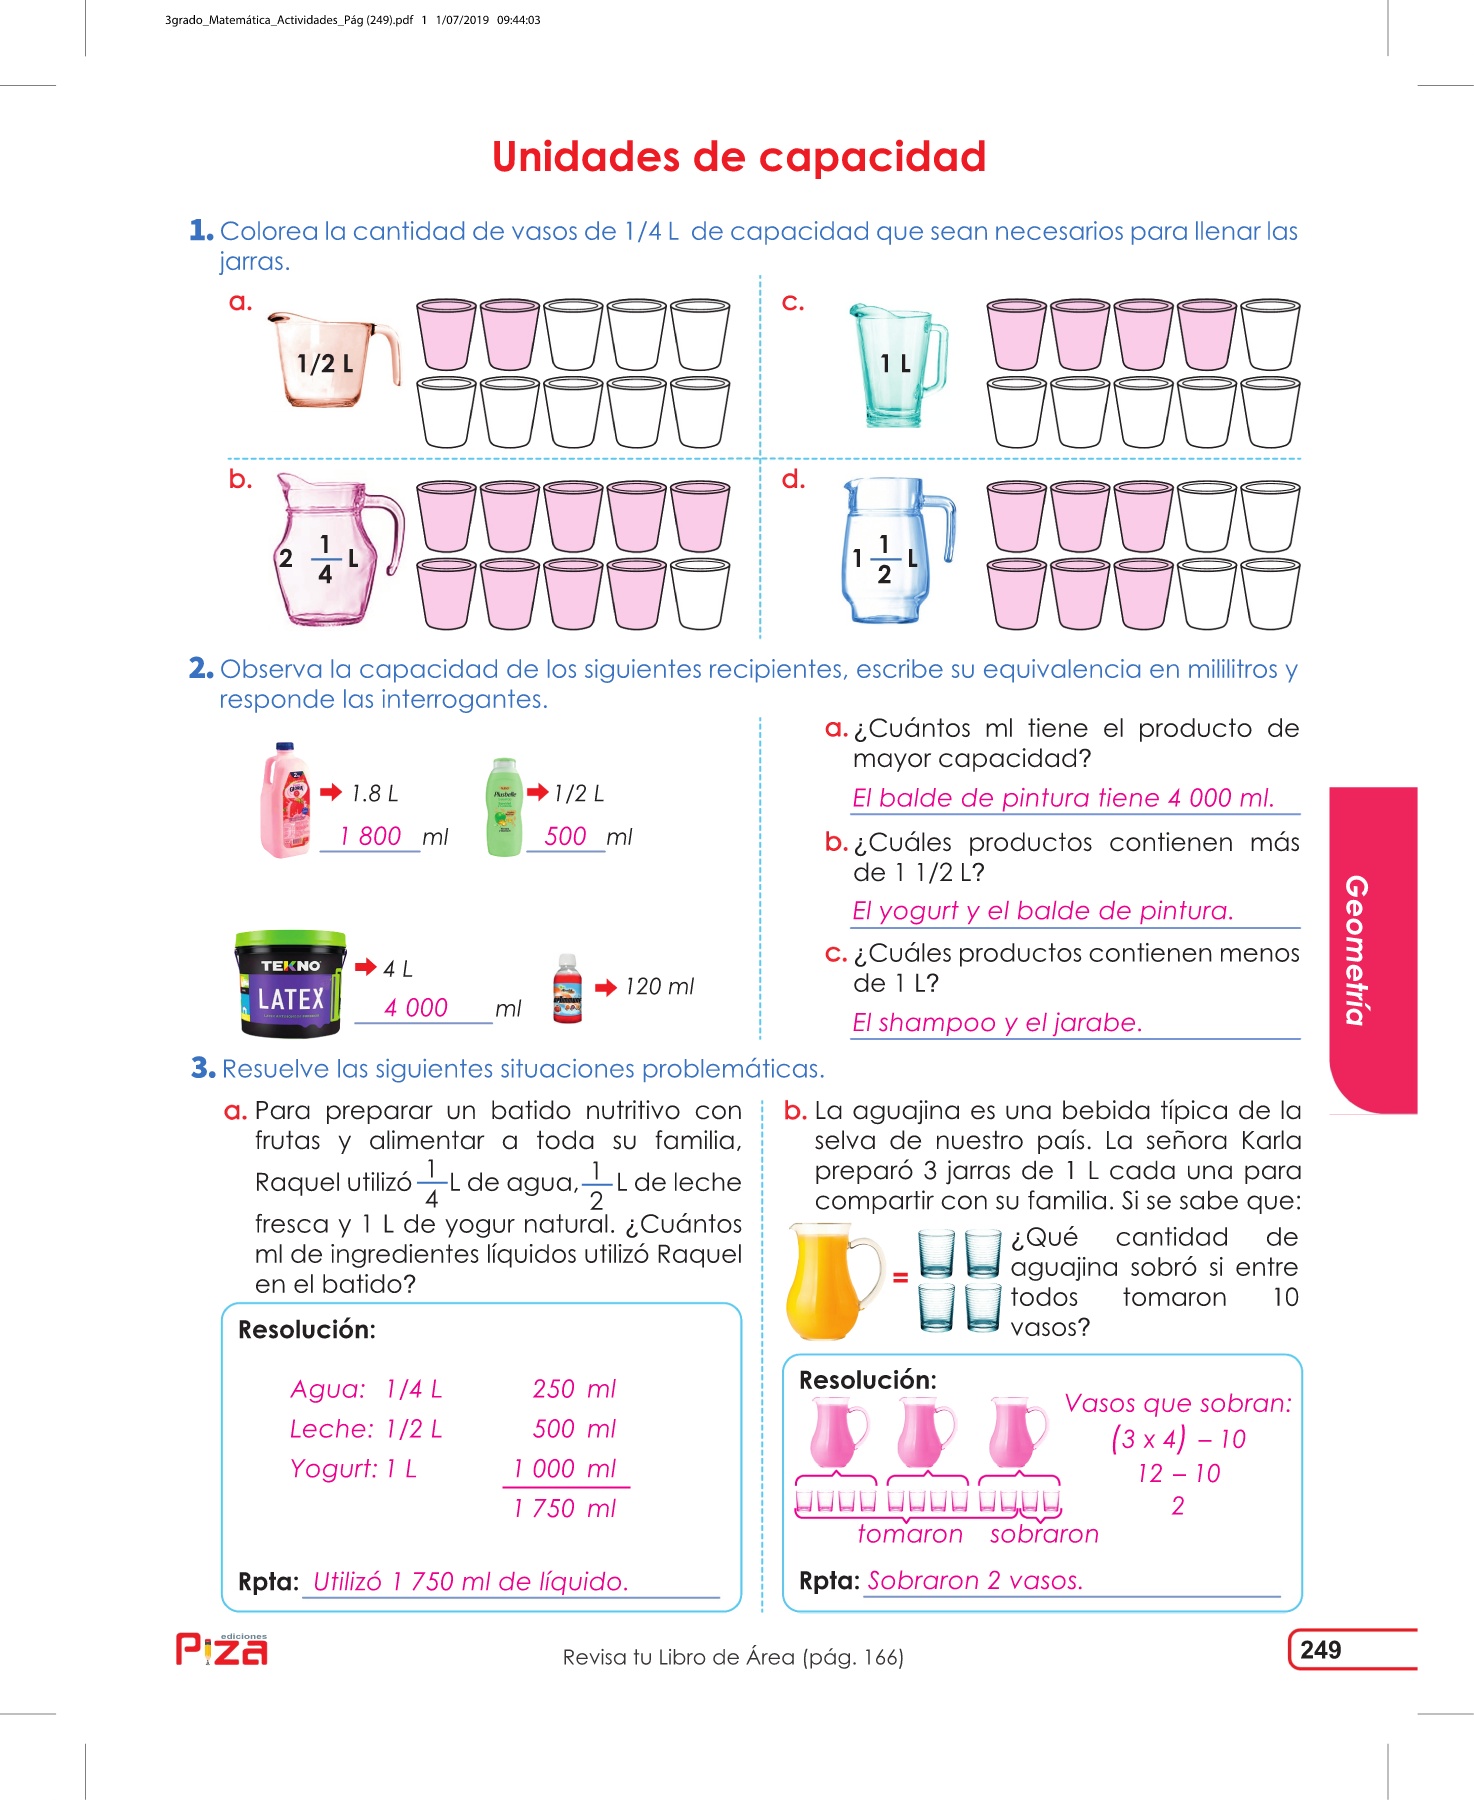 3grado_Matemática_Actividades_Pág (249).pdf 1 1/07/2019 09:44:03
Unidades de capacidad
1. Colorea la cantidad de vasos de 1/4 L de capacidad que sean necesarios para llenar las
jarras.
a.
1/2 L
c.
1 L
b.
2 1/4 L
d.
1 1/2 L
2. Observa la capacidad de los siguientes recipientes, escribe su equivalencia en mililitros y
responde las interrogantes.
1.8 L
1 800 ml
1/2 L
500 ml
TEKNO
LATEX
4 L
4 000 ml
120 ml
a. ¿Cuántos ml tiene el producto de
mayor capacidad?
El balde de pintura tiene 4 000 ml.
b. ¿Cuáles productos contienen más
de 1 1/2 L?
El yogurt y el balde de pintura.
c. ¿Cuáles productos contienen menos
de 1 L?
El shampoo y el jarabe.
Geometría
3. Resuelve las siguientes situaciones problemáticas.
a. Para preparar un batido nutritivo con
frutas y alimentar a toda su familia,
Raquel utilizó 1/4 L de agua, 1/2 L de leche
fresca y 1 L de yogur natural. ¿Cuántos
ml de ingredientes líquidos utilizó Raquel
en el batido?
Resolución:
Agua: 1/4 L 250 ml
Leche: 1/2 L 500 ml
Yogurt: 1 L 1 000 ml
1 750 ml
Rpta: Utilizó 1 750 ml de líquido.
b. La aguajina es una bebida típica de la
selva de nuestro país. La señora Karla
preparó 3 jarras de 1 L cada una para
compartir con su familia. Si se sabe que:
=
¿Qué cantidad de
aguajina sobró si entre
todos tomaron 10
vasos?
Resolución:
Vasos que sobran:
(3 x 4) – 10
12 – 10
2
tomaron sobraron
Rpta: Sobraron 2 vasos.
ediciones
Piza
Revisa tu Libro de Área (pág. 166)
249